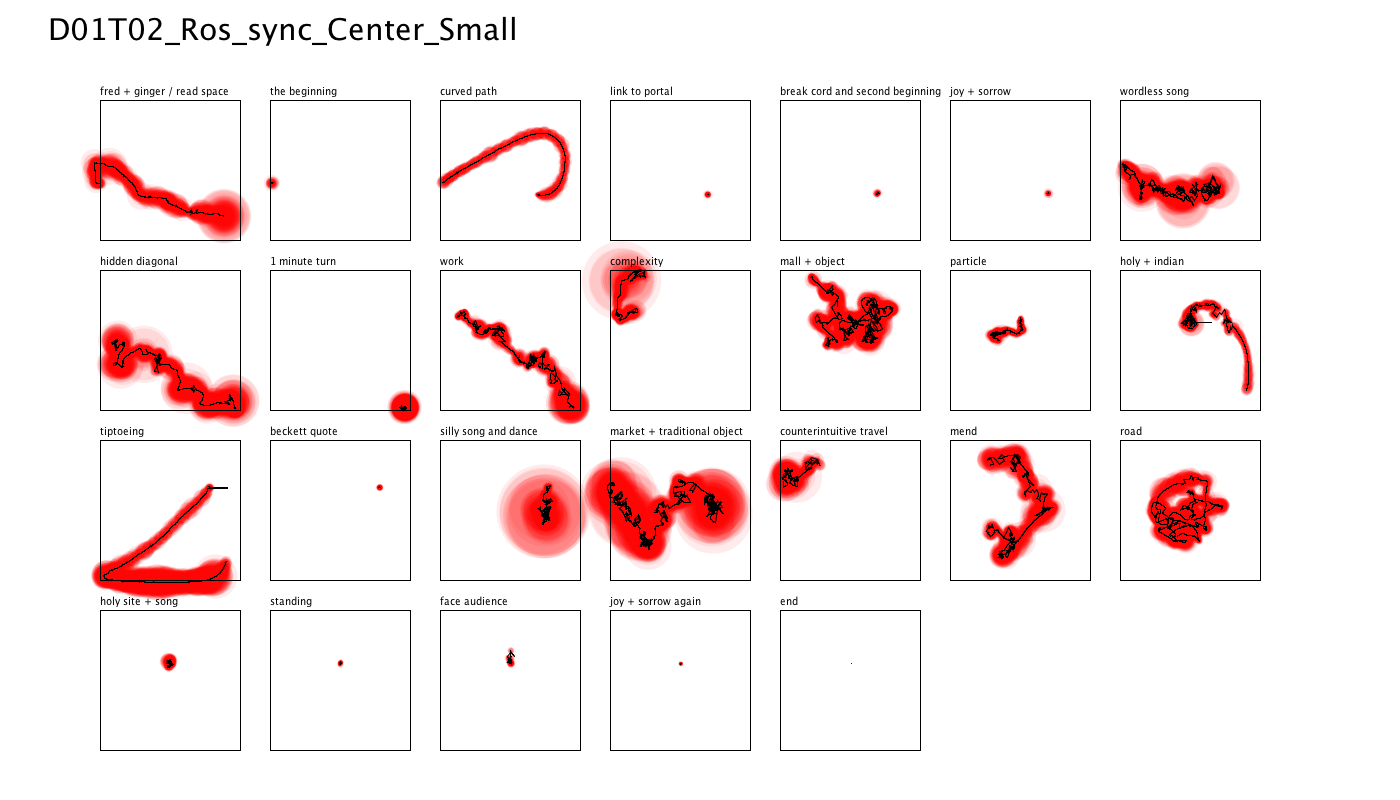 D01T02_Ros_sync_Center_Small
fred + ginger / read space
the beginning
curved path
link to portal
break cord and second beginning
joy + sorrow
wordless song
hidden diagonal
1 minute turn
work
complexity
mall + object
particle
holy + indian
tiptoeing
beckett quote
silly song and dance
market + traditional object
counterintuitive travel
mend
road
holy site + song
standing
face audience
joy + sorrow again
end